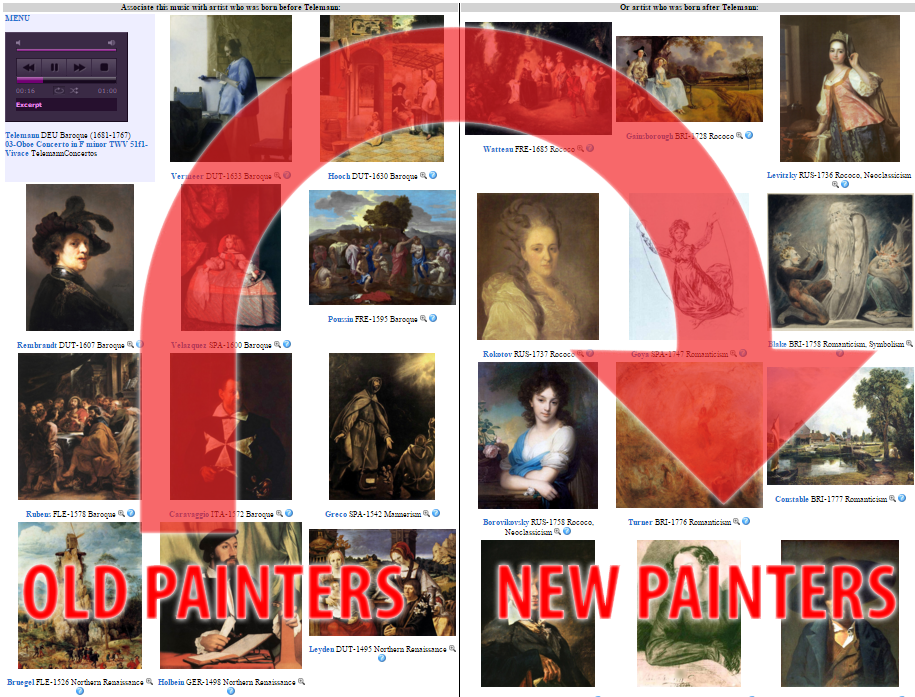 Associate this music with artist who was born before Telemann:
Or artist who was born after Telemann:
MENU
00:16
01:00
Excerpt
Telemann DEU Baroque (1681-1767)
03-Oboe Concerto in F minor TWV 51f1-
Vivace TelemannConcertos
Vermeer DUT-1633 Baroque
Hooch DUT-1630 Baroque
Watteau FRE-1685 Rococo
Gainsborough BRI-1728 Rococo
Levitzky RUS-1736 Rococo, Neoclassicism
Rembrandt DUT-1607 Baroque
Velazquez SPA-1600 Baroque
Poussin FRE-1595 Baroque
Rokotov RUS-1737 Rococo
Goya SPA-1747 Romanticism
Blake BRI-1758 Romanticism, Symbolism
Rubens FLE-1578 Baroque
Caravaggio ITA-1572 Baroque
Greco SPA-1542 Mannerism
Borovikovsky RUS-1758 Rococo,
Neoclassicism
Turner BRI-1776 Romanticism
Constable BRI-1777 Romanticism
OLD PAINTERS
NEW PAINTERS
Bruegel FLE-1526 Northern Renaissance
Holbein GER-1498 Northern Renaissance
Leyden DUT-1495 Northern Renaissance